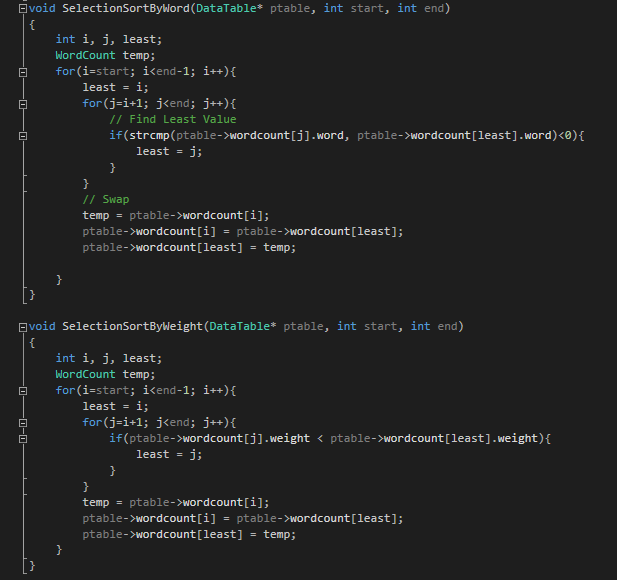 void SelectionSortByWord(DataTable* ptable, int start, int end)
{
    int i, j, least;
    WordCount temp;
    for(i=start; i<end-1; i++){
        least = i;
        for(j=i+1; j<end; j++){
            // Find Least Value
            if(strcmp(ptable->wordcount[j].word, ptable->wordcount[least].word)<0){
                least = j;
            }
        }
        // Swap
        temp = ptable->wordcount[i];
        ptable->wordcount[i] = ptable->wordcount[least];
        ptable->wordcount[least] = temp;

    }
}

void SelectionSortByWeight(DataTable* ptable, int start, int end)
{
    int i, j, least;
    WordCount temp;
    for(i=start; i<end-1; i++){
        least = i;
        for(j=i+1; j<end; j++){
            if(ptable->wordcount[j].weight < ptable->wordcount[least].weight){
                least = j;
            }
        }
        temp = ptable->wordcount[i];
        ptable->wordcount[i] = ptable->wordcount[least];
        ptable->wordcount[least] = temp;
    }
}